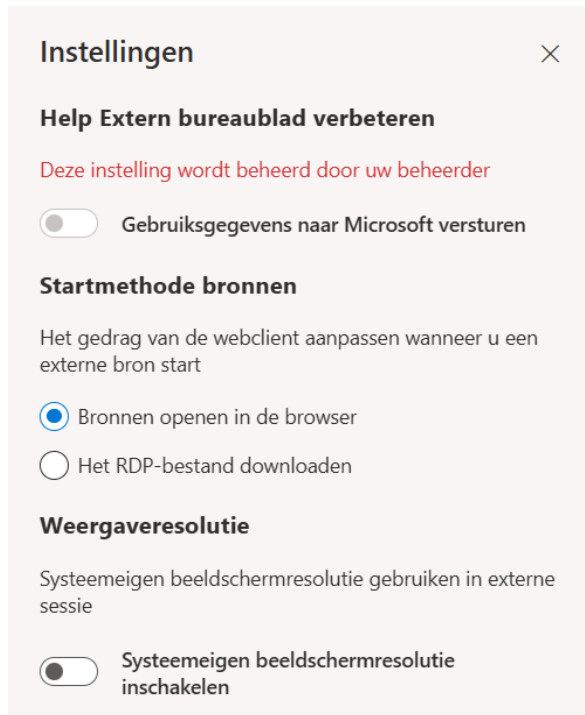 Instellingen
Help Extern bureaublad verbeteren
Deze instelling wordt beheerd door uw beheerder
Gebruiksgegevens naar Microsoft versturen
Startmethode bronnen
Het gedrag van de webclient aanpassen wanneer u een
externe bron start
Bronnen openen in de browser
Het RDP-bestand downloaden
Weergaveresolutie
Systeemeigen beeldschermresolutie gebruiken in externe
sessie
Systeemeigen beeldschermresolutie
inschakelen